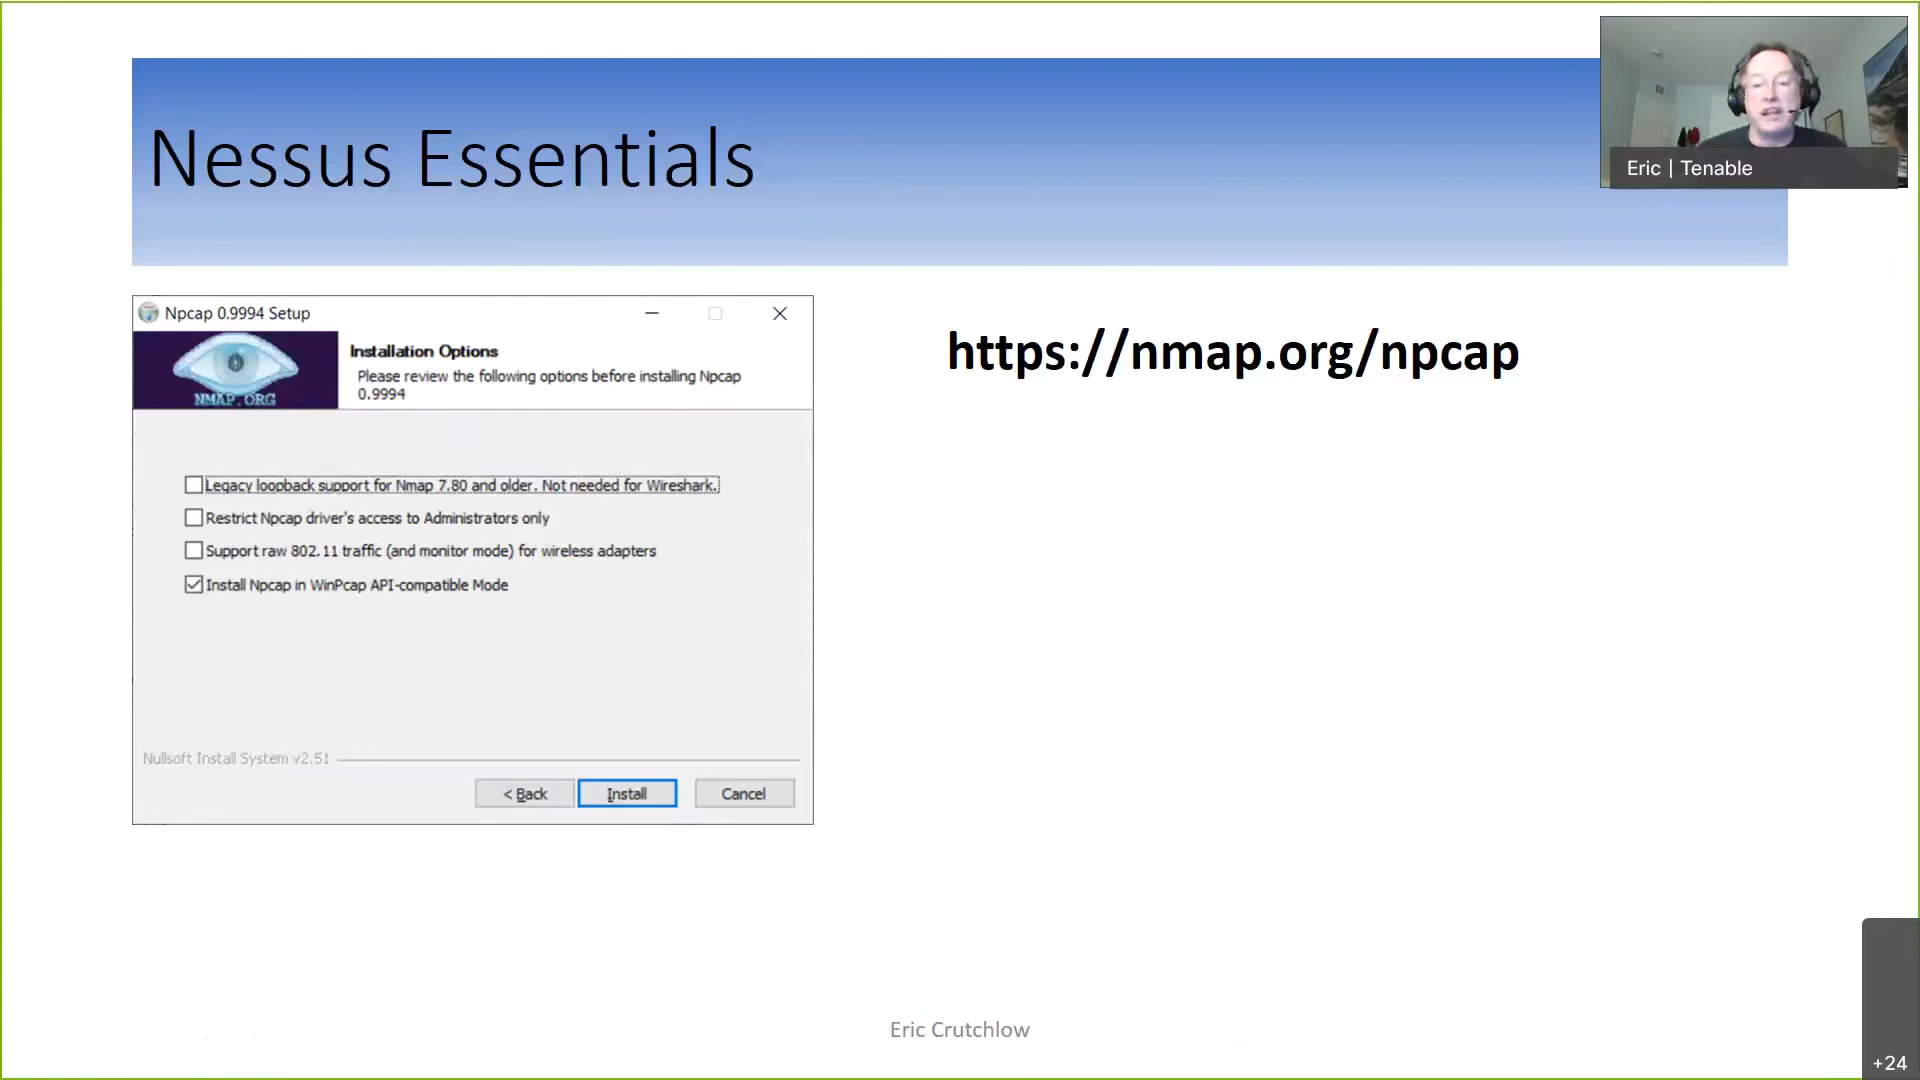 Nessus Essentials
Eric | Tenable
Npcap 0.9994 Setup
NMAP.ORG
Installation Options
Please review the following options before installing Npcap
0.9994
https://nmap.org/npcap
Legacy loopback support for Nmap 7.80 and older. Not needed for Wireshark.
Restrict Npcap driver's access to Administrators only
Support raw 802.11 traffic (and monitor mode) for wireless adapters
Install Npcap in WinPcap API-compatible Mode
Nullsoft Install System v2.51
< Back
Install
Cancel
Eric Crutchlow
+24